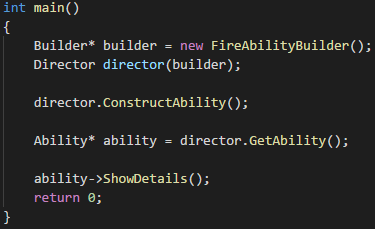 int main()
{
    Builder* builder = new FireAbilityBuilder();
    Director director(builder);

    director.ConstructAbility();

    Ability* ability = director.GetAbility();

    ability->ShowDetails();
    return 0;
}